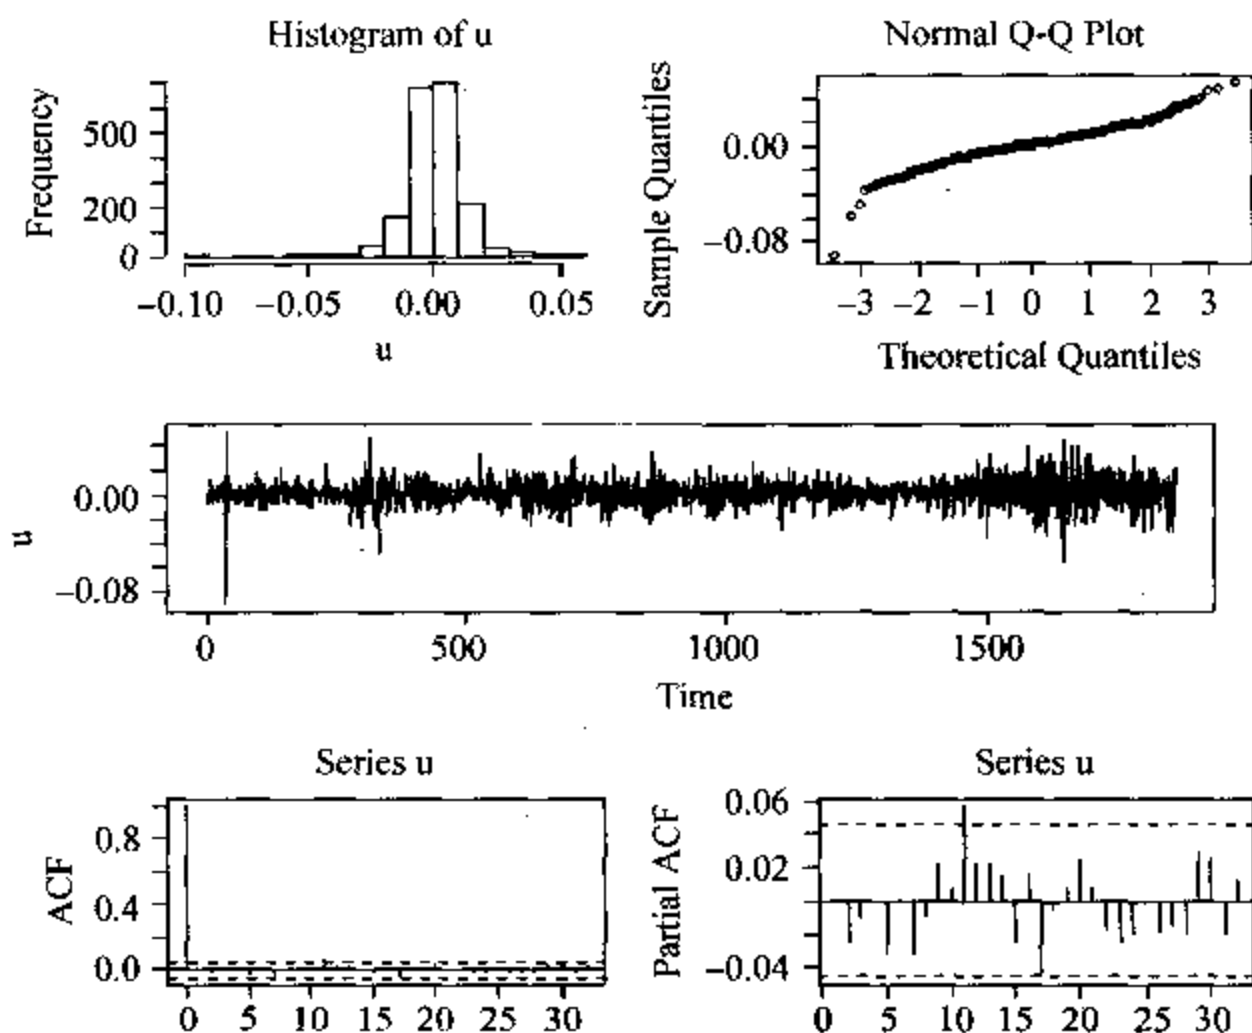 Histogram of u
Normal Q-Q Plot
Frequency
500
200
0
−0.10 −0.05 0.00 0.05
u
Sample Quantiles
0.00
−0.08
−3 −2 −1 0 1 2 3
Theoretical Quantiles
u
0.00
−0.08
0 500 1000 1500
Time
Series u
Series u
ACF
0.8
0.4
0.0
0 5 10 15 20 25 30
Partial ACF
0.06
0.02
−0.04
0 5 10 15 20 25 30